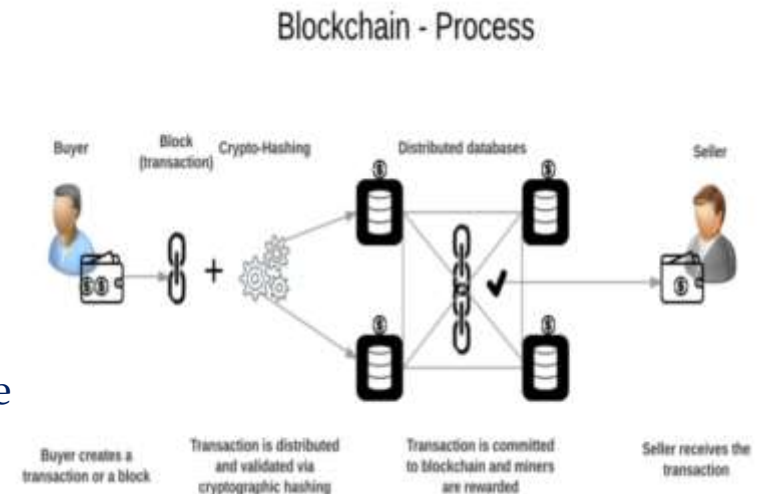 Blockchain - Process
Buyer
Block
(transaction)
Crypto-Hashing
Distributed databases
Seller
$$
$
$
$
$
$
e
Buyer creates a
transaction or a block
Transaction is distributed
and validated via
cryptographic hashing
Transaction is committed
to blockchain and miners
are rewarded
Seller receives the
transaction